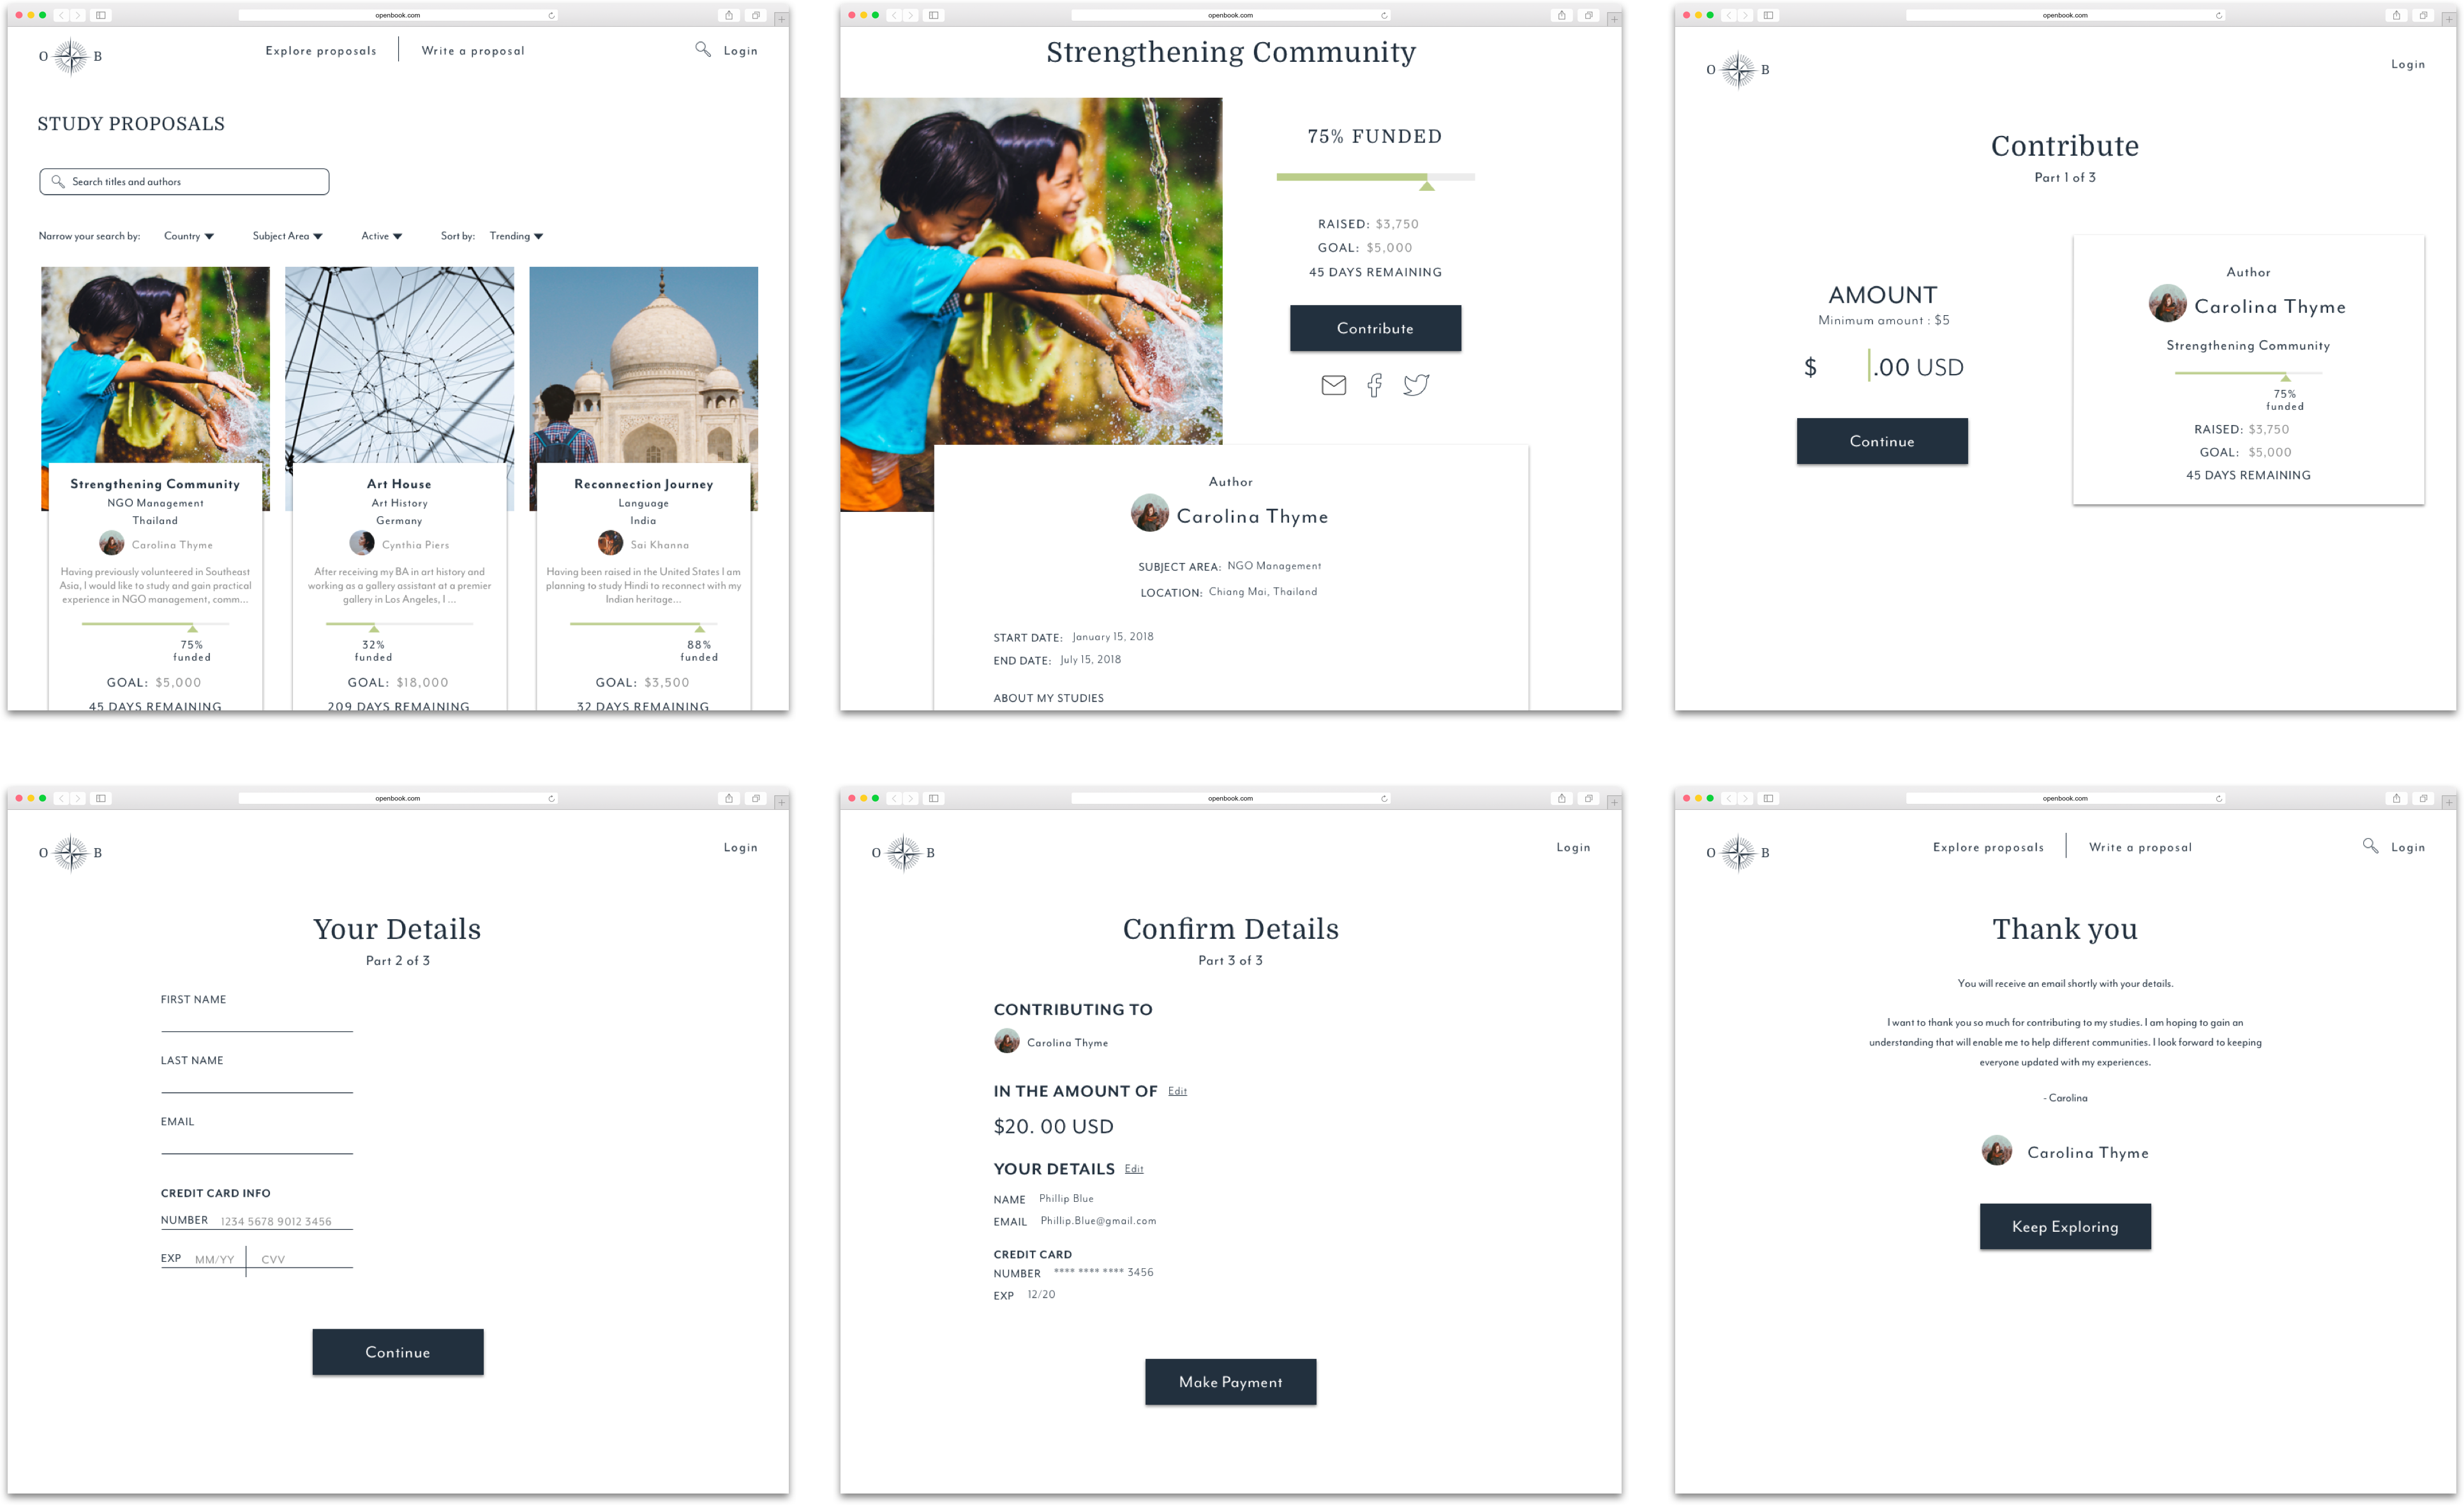 openbook.com
O B
Explore proposals
Write a proposal
Login
STUDY PROPOSALS
Search titles and authors
Narrow your search by: Country Subject Area Active Sort by: Trending
Strengthening Community
NGO Management
Thailand
Carolina Thyme
Having previously volunteered in Southeast
Asia, I would like to study and gain practical
experience in NGO management, comm...
75%
funded
GOAL: $5,000
45 DAYS REMAINING
Art House
Art History
Germany
Cynthia Piers
After receiving my BA in art history and
working as a gallery assistant at a premier
gallery in Los Angeles, I ...
32%
funded
GOAL: $18,000
209 DAYS REMAINING
Reconnection Journey
Language
India
Sai Khanna
Having been raised in the United States I am
planning to study Hindi to reconnect with my
Indian heritage...
88%
funded
GOAL: $3,500
32 DAYS REMAINING
openbook.com
Strengthening Community
75% FUNDED
RAISED: $3,750
GOAL: $5,000
45 DAYS REMAINING
Contribute
Author
Carolina Thyme
SUBJECT AREA: NGO Management
LOCATION: Chiang Mai, Thailand
START DATE: January 15, 2018
END DATE: July 15, 2018
ABOUT MY STUDIES
openbook.com
O B
Login
Contribute
Part 1 of 3
AMOUNT
Minimum amount : $5
$ .00 USD
Continue
Author
Carolina Thyme
Strengthening Community
75%
funded
RAISED: $3,750
GOAL: $5,000
45 DAYS REMAINING
openbook.com
O B
Login
Your Details
Part 2 of 3
FIRST NAME
LAST NAME
EMAIL
CREDIT CARD INFO
NUMBER 1234 5678 9012 3456
EXP MM/YY CVV
Continue
openbook.com
O B
Login
Confirm Details
Part 3 of 3
CONTRIBUTING TO
Carolina Thyme
IN THE AMOUNT OF Edit
$20. 00 USD
YOUR DETAILS Edit
NAME Phillip Blue
EMAIL Phillip.Blue@gmail.com
CREDIT CARD
NUMBER **** **** **** 3456
EXP 12/20
Make Payment
openbook.com
O B
Explore proposals
Write a proposal
Login
Thank you
You will receive an email shortly with your details.
I want to thank you so much for contributing to my studies. I am hoping to gain an
understanding that will enable me to help different communities. I look forward to keeping
everyone updated with my experiences.
- Carolina
Carolina Thyme
Keep Exploring